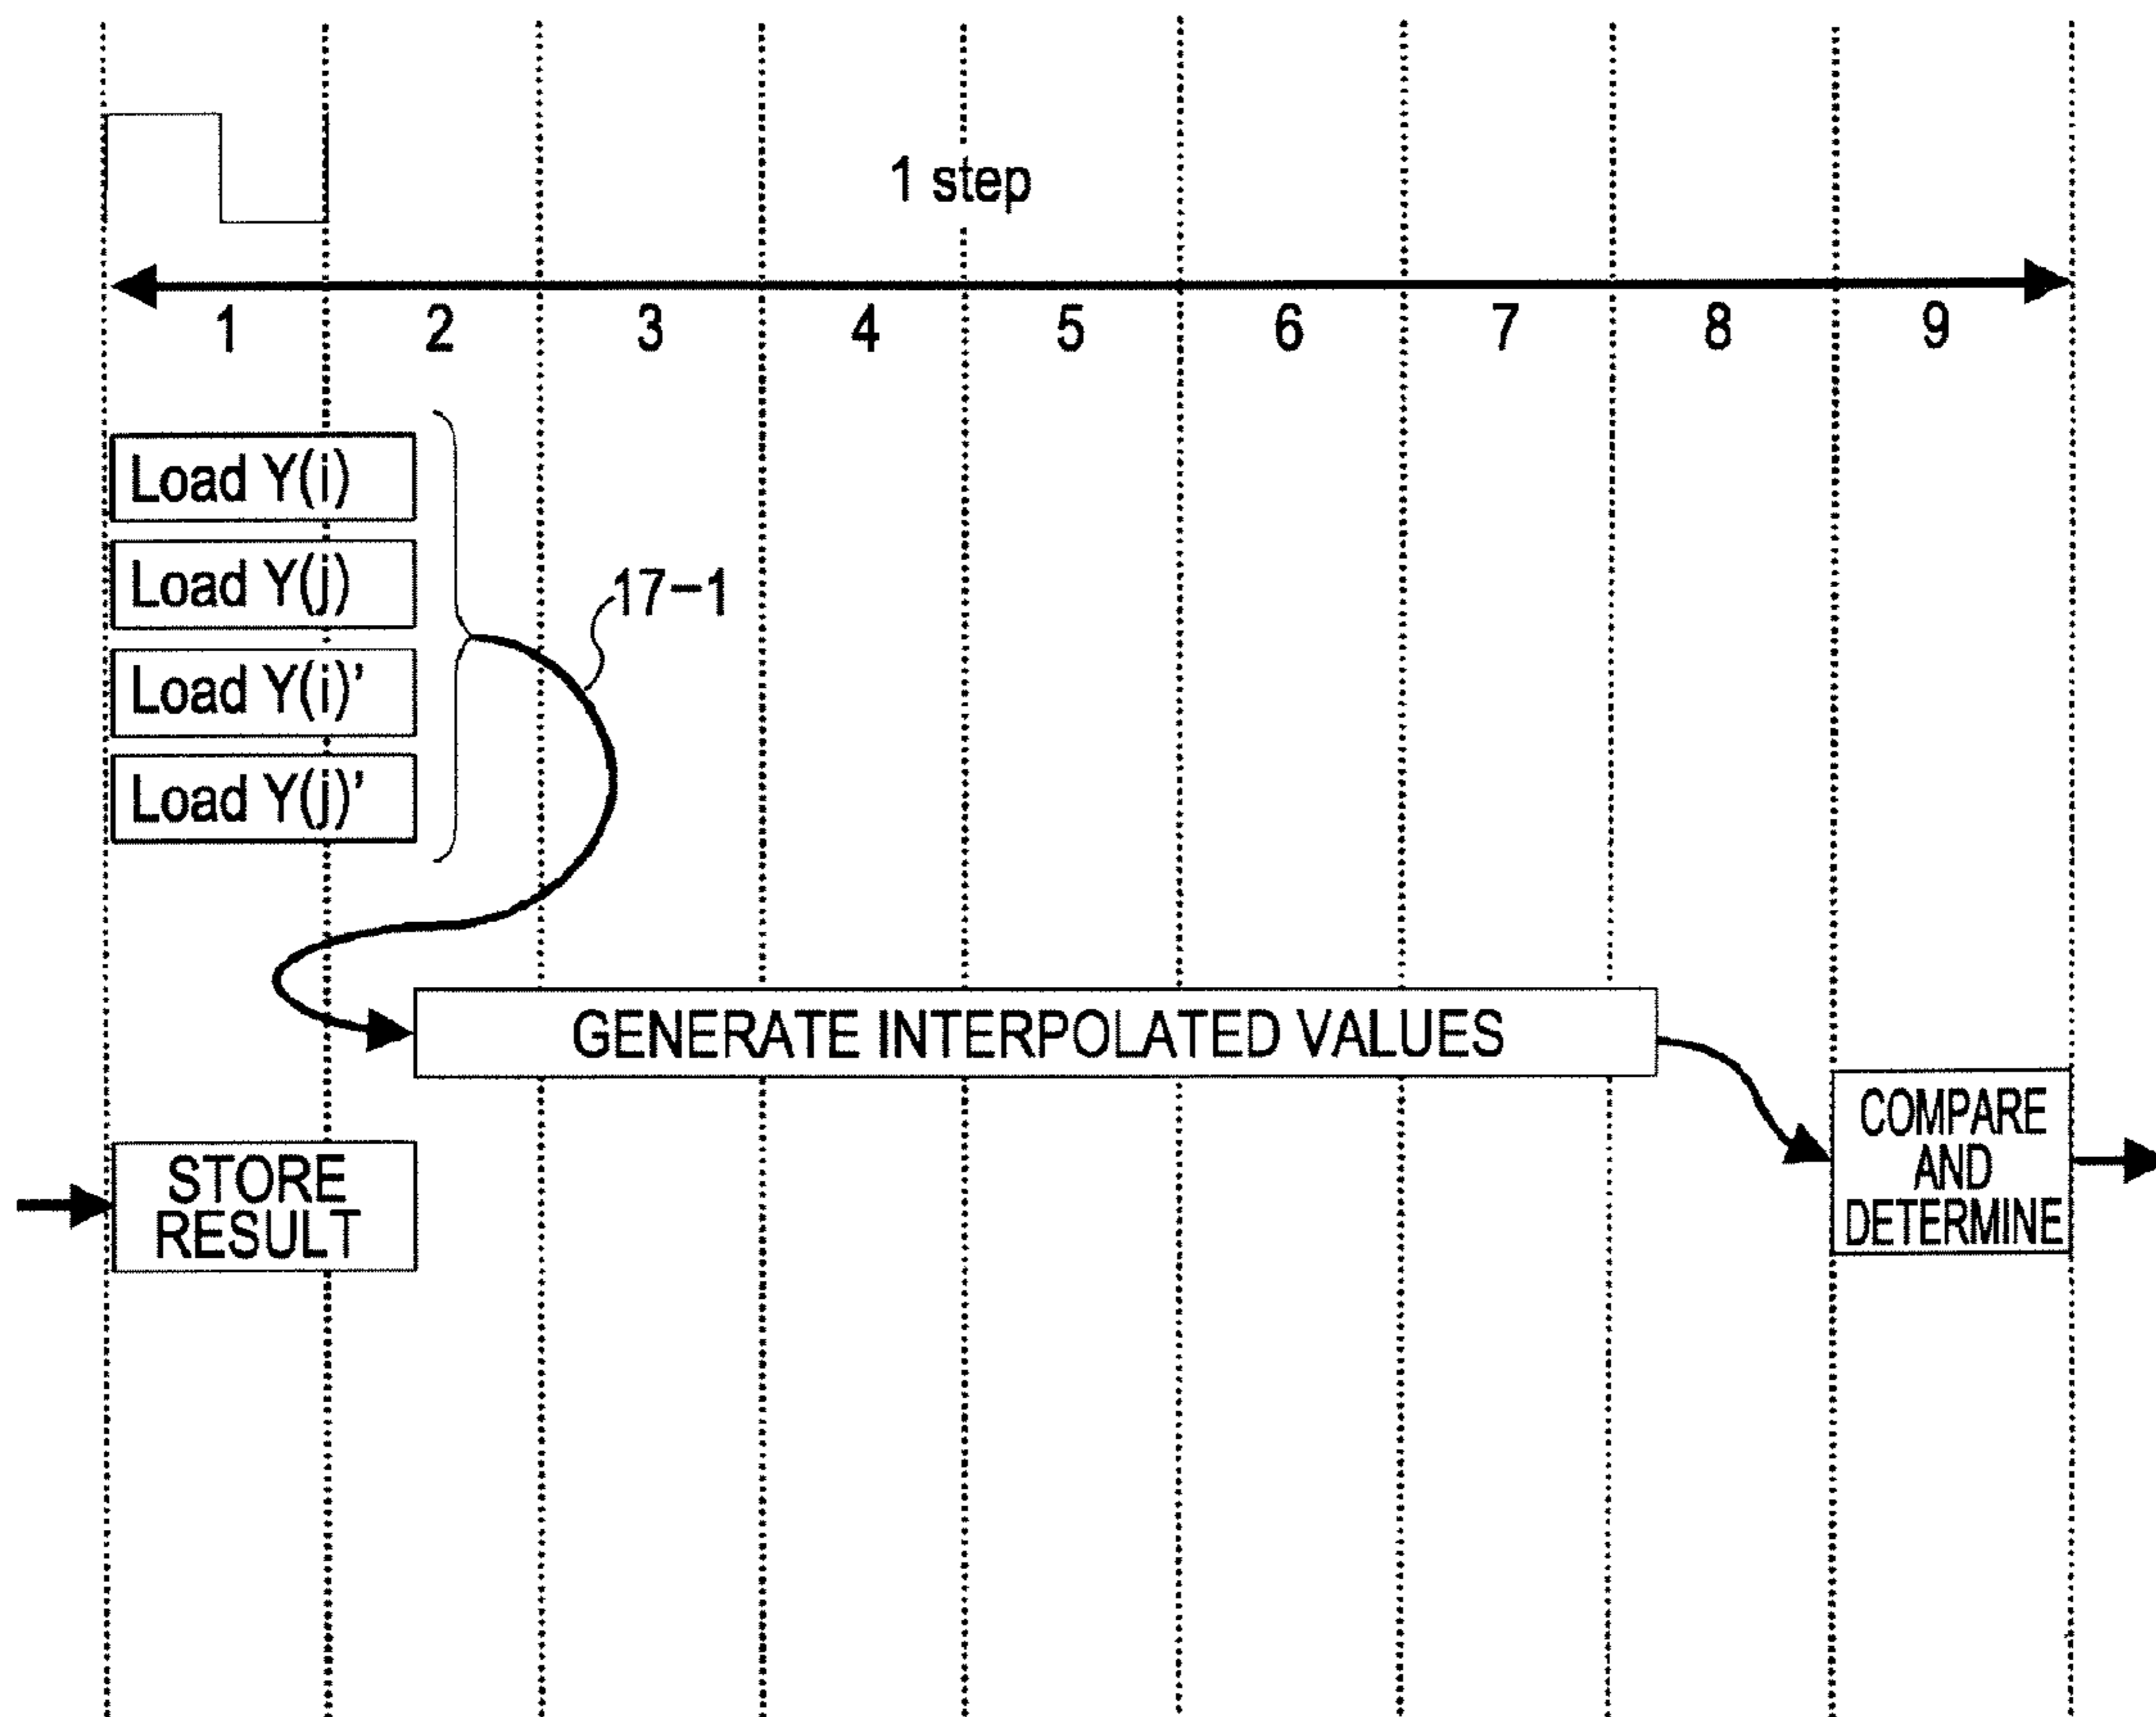 1 step
1 2 3 4 5 6 7 8 9
Load Y(i)
Load Y(j)
17-1
Load Y(i)’
Load Y(j)’
GENERATE INTERPOLATED VALUES
COMPARE
AND
DETERMINE
STORE
RESULT